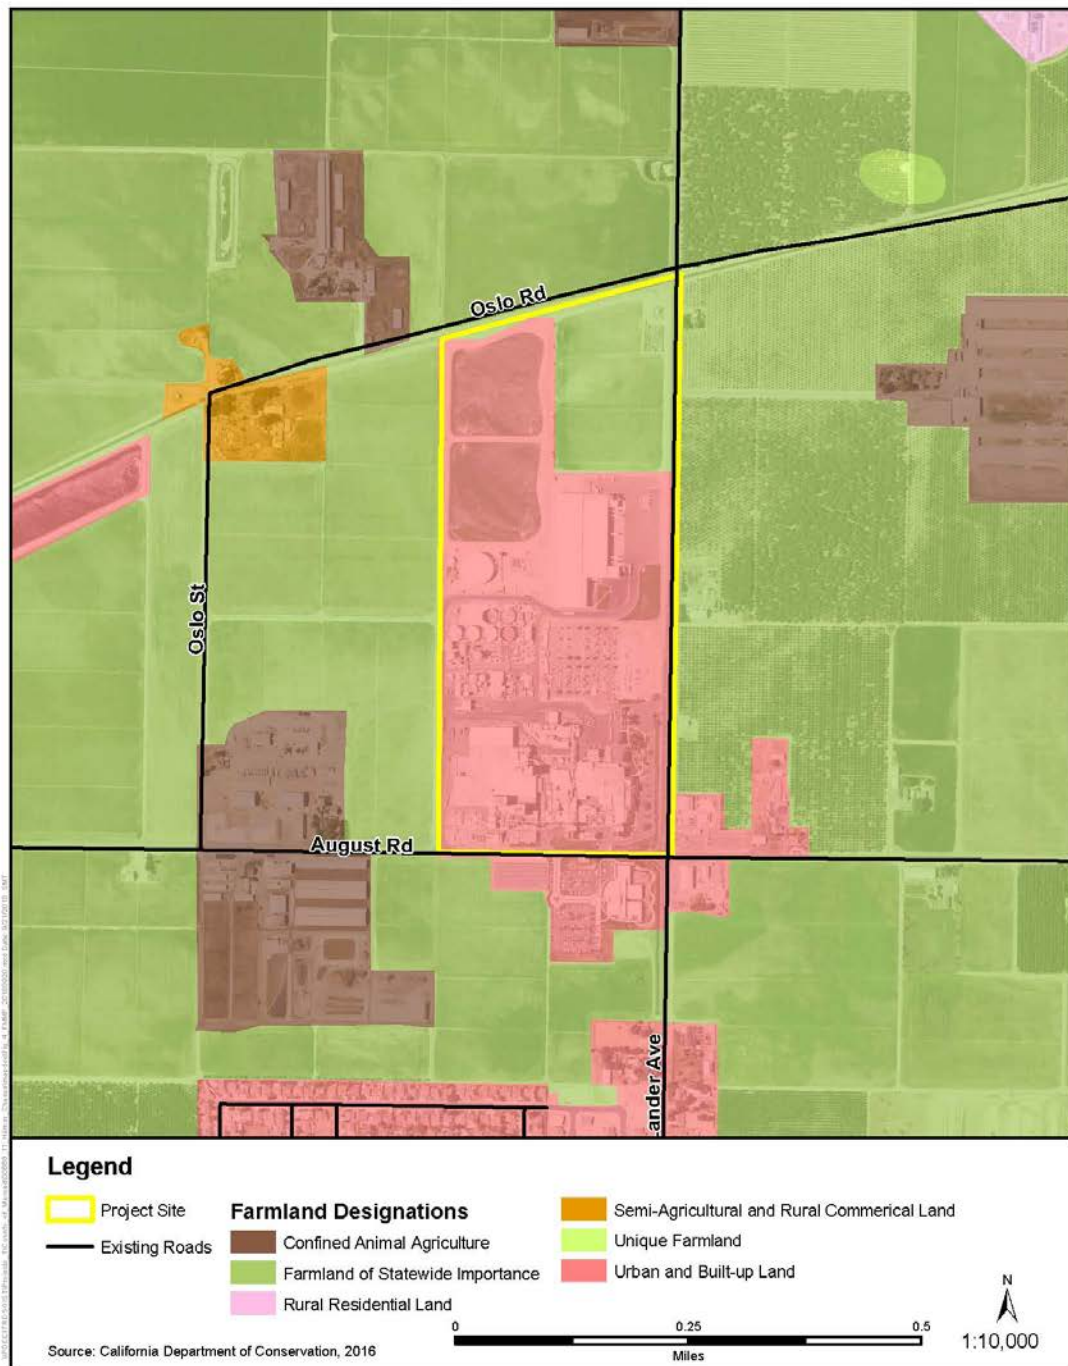 Oslo Rd
Oslo St
August Rd
ander Ave
Legend
Project Site
Existing Roads
Farmland Designations
Confined Animal Agriculture
Farmland of Statewide Importance
Rural Residential Land
Semi-Agricultural and Rural Commerical Land
Unique Farmland
Urban and Built-up Land
N
1:10,000
0 0.25 0.5
Miles
Source: California Department of Conservation, 2016